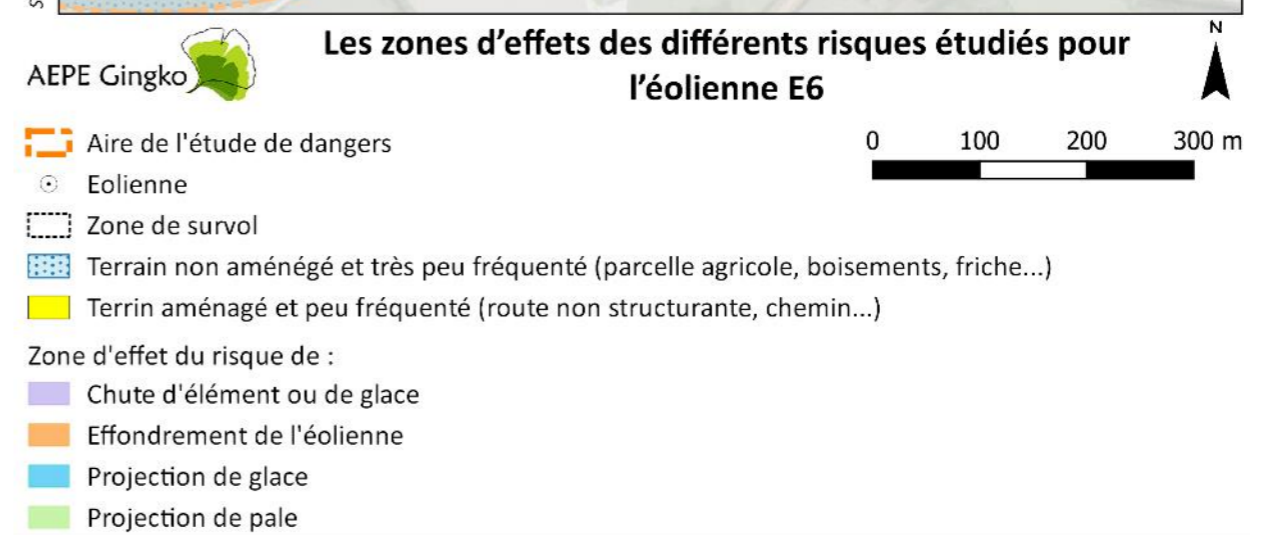 S
Les zones d'effets des différents risques étudiés pour
l'éolienne E6
N
AEPE Gingko
0 100 200 300 m
Aire de l'étude de dangers
Eolienne
Zone de survol
Terrain non aménégé et très peu fréquenté (parcelle agricole, boisements, friche...)
Terrin aménagé et peu fréquenté (route non structurante, chemin...)
Zone d'effet du risque de :
Chute d'élément ou de glace
Effondrement de l'éolienne
Projection de glace
Projection de pale